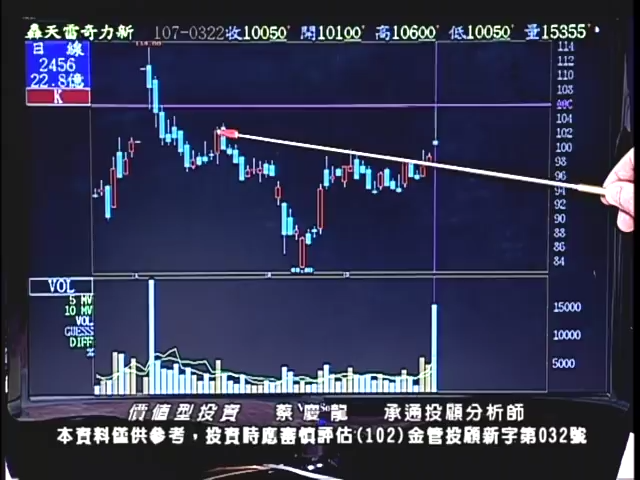 轟天雷奇力新 107-0322收10050 開10100 高10600 低10050 量15355
日 線
2456
22.8億
K
114
112
110
108
104
102
100
98
96
94
92
90
88
86
84
VOL
5 MV
10 MV
VOL
GUESS
DIFF
%
15000
10000
5000
價值型投資 蔡慶龍 承通投顧分析師
本資料僅供參考，投資時應審慎評估(102)金管投顧新字第032號